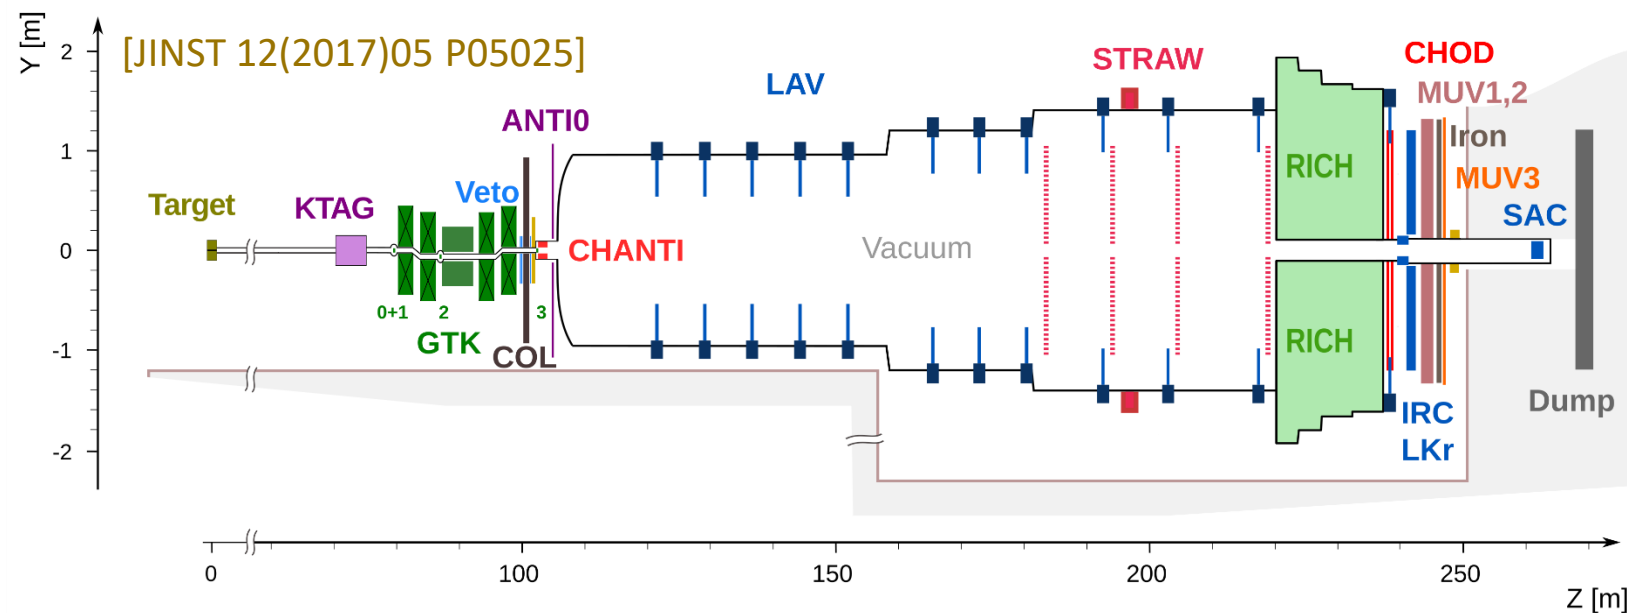 Y [m]
[JINST 12(2017)05 P05025]
2
1
0
-1
-2
Target
KTAG
Veto
ANTI0
CHANTI
0+1
2
3
GTK
COL
LAV
Vacuum
STRAW
RICH
RICH
CHOD
MUV1,2
Iron
MUV3
SAC
IRC
LKr
Dump
0
100
150
200
250
Z [m]